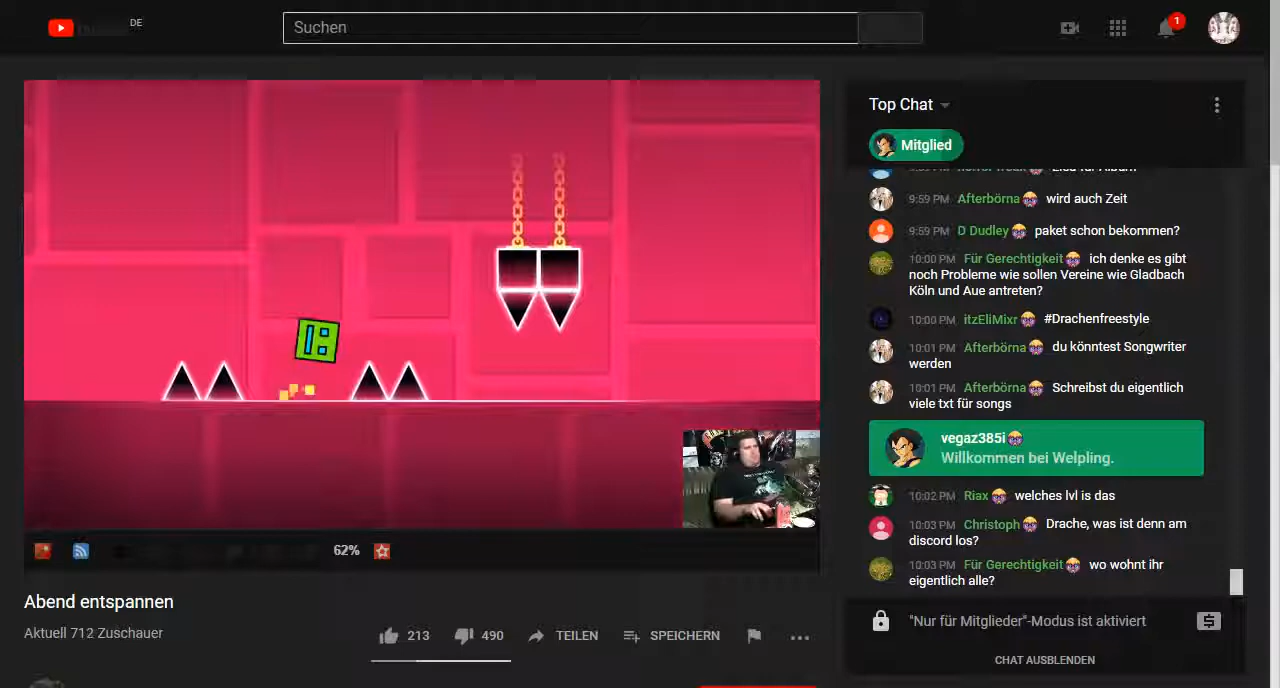 DE
Suchen
1
Top Chat
Mitglied
9:59 PM Afterbörna wird auch Zeit
9:59 PM D Dudley paket schon bekommen?
10:00 PM Für Gerechtigkeit ich denke es gibt
noch Probleme wie sollen Vereine wie Gladbach
Köln und Aue antreten?
10:00 PM itzEliMixr #Drachenfreestyle
10:01 PM Afterbörna du könntest Songwriter
werden
10:01 PM Afterbörna Schreibst du eigentlich
viele txt für songs
vegaz385i
Willkommen bei Welpling.
10:02 PM Riax welches lvl is das
10:03 PM Christoph Drache, was ist denn am
discord los?
10:03 PM Für Gerechtigkeit wo wohnt ihr
eigentlich alle?
"Nur für Mitglieder"-Modus ist aktiviert
CHAT AUSBLENDEN
62%
Abend entspannen
Aktuell 712 Zuschauer
213 490 TEILEN SPEICHERN